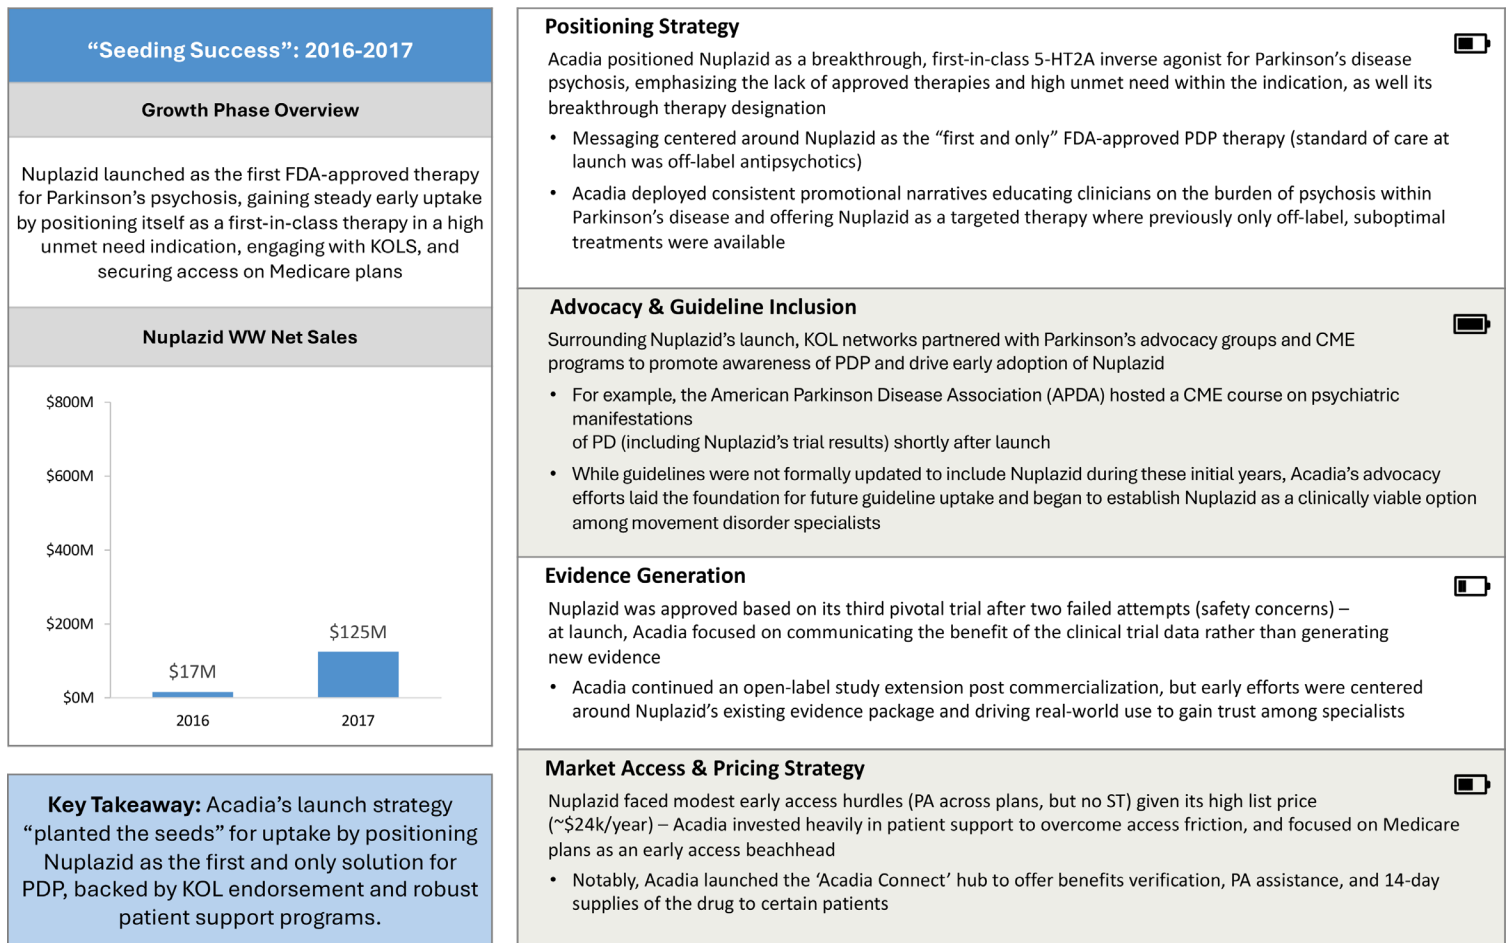 “Seeding Success”: 2016-2017
Growth Phase Overview
Nuplazid launched as the first FDA-approved therapy
for Parkinson’s psychosis, gaining steady early uptake
by positioning itself as a first-in-class therapy in a high
unmet need indication, engaging with KOLS, and
securing access on Medicare plans
Nuplazid WW Net Sales
$800M
$600M
$400M
$200M
$0M
$17M
$125M
2016
2017
Key Takeaway: Acadia’s launch strategy
“planted the seeds” for uptake by positioning
Nuplazid as the first and only solution for
PDP, backed by KOL endorsement and robust
patient support programs.
Positioning Strategy
Acadia positioned Nuplazid as a breakthrough, first-in-class 5-HT2A inverse agonist for Parkinson’s disease
psychosis, emphasizing the lack of approved therapies and high unmet need within the indication, as well its
breakthrough therapy designation
• Messaging centered around Nuplazid as the “first and only” FDA-approved PDP therapy (standard of care at
launch was off-label antipsychotics)
• Acadia deployed consistent promotional narratives educating clinicians on the burden of psychosis within
Parkinson’s disease and offering Nuplazid as a targeted therapy where previously only off-label, suboptimal
treatments were available
Advocacy & Guideline Inclusion
Surrounding Nuplazid’s launch, KOL networks partnered with Parkinson’s advocacy groups and CME
programs to promote awareness of PDP and drive early adoption of Nuplazid
• For example, the American Parkinson Disease Association (APDA) hosted a CME course on psychiatric
manifestations
of PD (including Nuplazid’s trial results) shortly after launch
• While guidelines were not formally updated to include Nuplazid during these initial years, Acadia’s advocacy
efforts laid the foundation for future guideline uptake and began to establish Nuplazid as a clinically viable option
among movement disorder specialists
Evidence Generation
Nuplazid was approved based on its third pivotal trial after two failed attempts (safety concerns) –
at launch, Acadia focused on communicating the benefit of the clinical trial data rather than generating
new evidence
• Acadia continued an open-label study extension post commercialization, but early efforts were centered
around Nuplazid’s existing evidence package and driving real-world use to gain trust among specialists
Market Access & Pricing Strategy
Nuplazid faced modest early access hurdles (PA across plans, but no ST) given its high list price
(~$24k/year) – Acadia invested heavily in patient support to overcome access friction, and focused on Medicare
plans as an early access beachhead
• Notably, Acadia launched the ‘Acadia Connect’ hub to offer benefits verification, PA assistance, and 14-day
supplies of the drug to certain patients